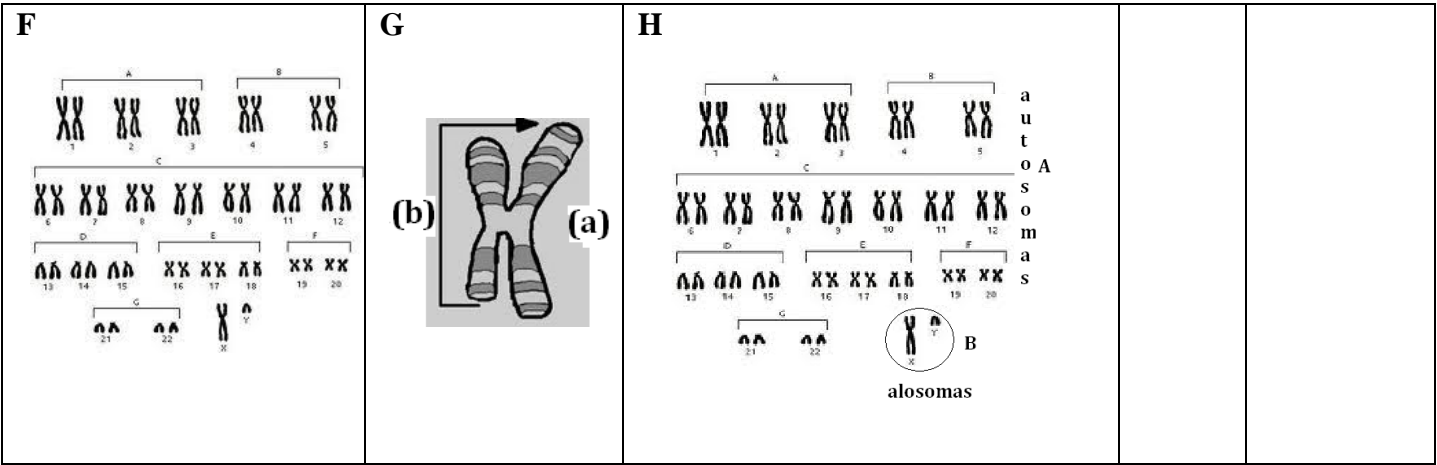 F
A B
1 2 3 4 5
C
6 7 8 9 10 11 12
D E F
13 14 15 16 17 18 19 20
G
21 22 X Y
G
(b) (a)
H
A B
1 2 3 4 5
C
6 7 8 9 10 11 12
D E F
13 14 15 16 17 18 19 20
G
21 22 X Y
autosomas A
B
alosomas